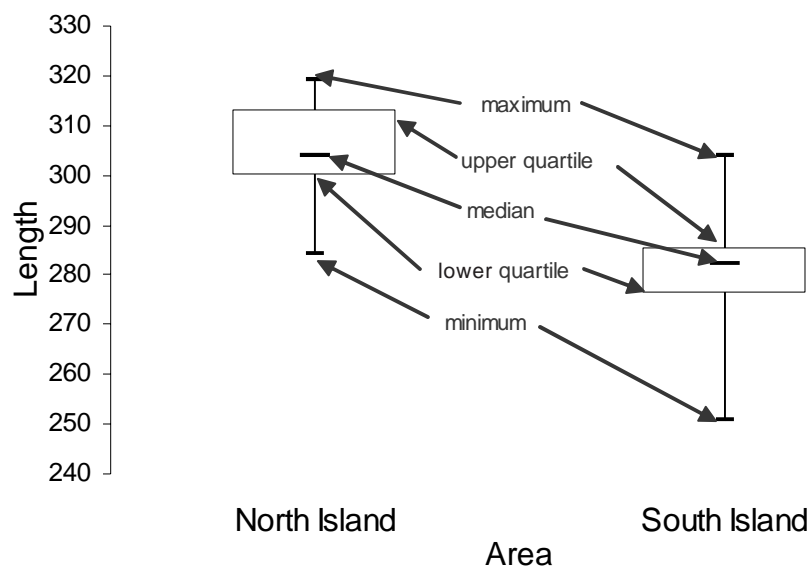 330
320
310
300
290
280
270
260
250
240
Length
maximum
upper quartile
median
lower quartile
minimum
North Island
South Island
Area